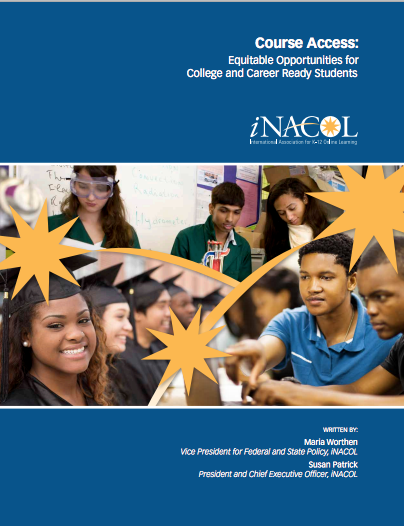 Course Access:
Equitable Opportunities for
College and Career Ready Students
iNACOL
International Association for K-12 Online Learning
WRITTEN BY:
Maria Worthen
Vice President for Federal and State Policy, iNACOL
Susan Patrick
President and Chief Executive Officer, iNACOL